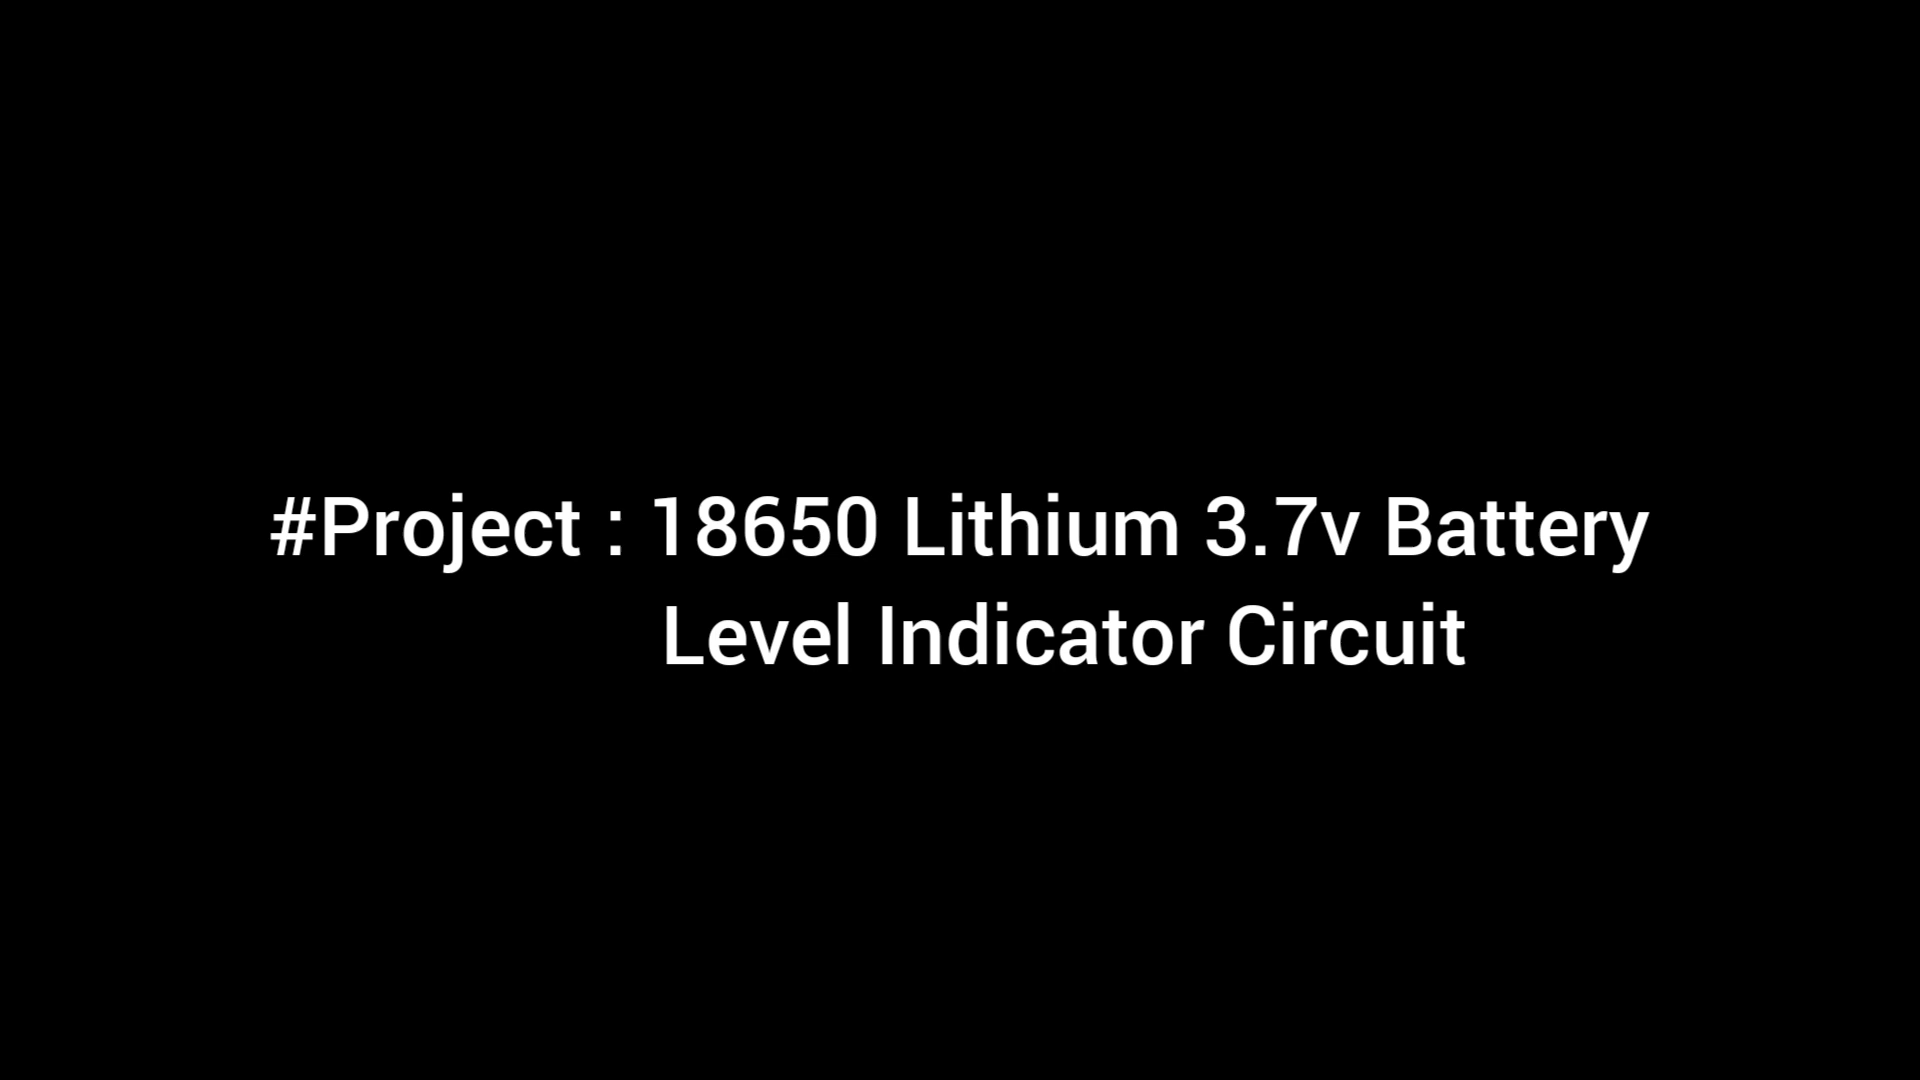 #Project : 18650 Lithium 3.7v Battery
Level Indicator Circuit